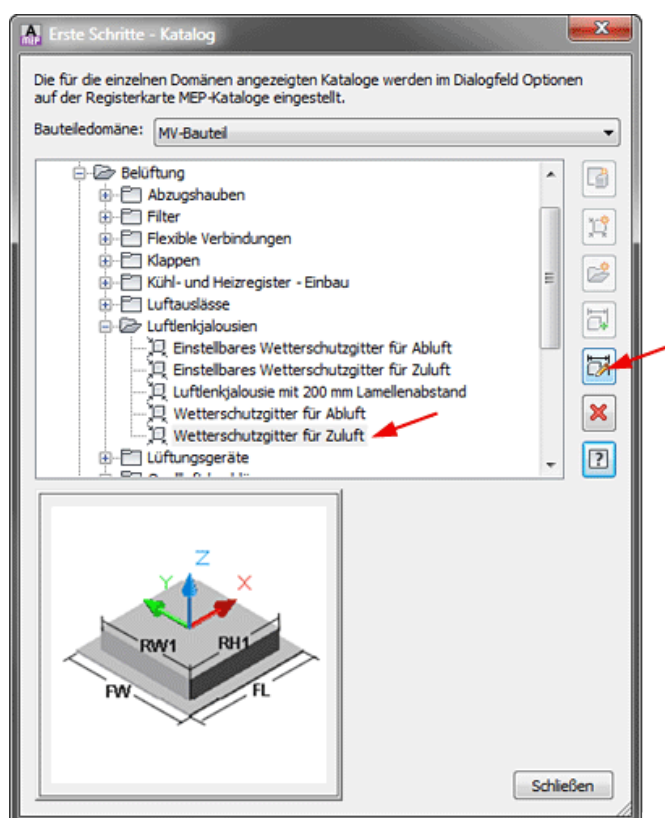 A
MEP
Erste Schritte - Katalog
Die für die einzelnen Domänen angezeigten Kataloge werden im Dialogfeld Optionen
auf der Registerkarte MEP-Kataloge eingestellt.
Bauteiledomäne: MV-Bauteil
Belüftung
Abzugshauben
Filter
Flexible Verbindungen
Klappen
Kühl- und Heizregister - Einbau
Luftauslässe
Luftlenkjalousien
Einstellbares Wetterschutzgitter für Abluft
Einstellbares Wetterschutzgitter für Zuluft
Luftlenkjalousie mit 200 mm Lamellenabstand
Wetterschutzgitter für Abluft
Wetterschutzgitter für Zuluft
Lüftungsgeräte
?
Z
Y X
RW1 RH1
FW FL
Schließen